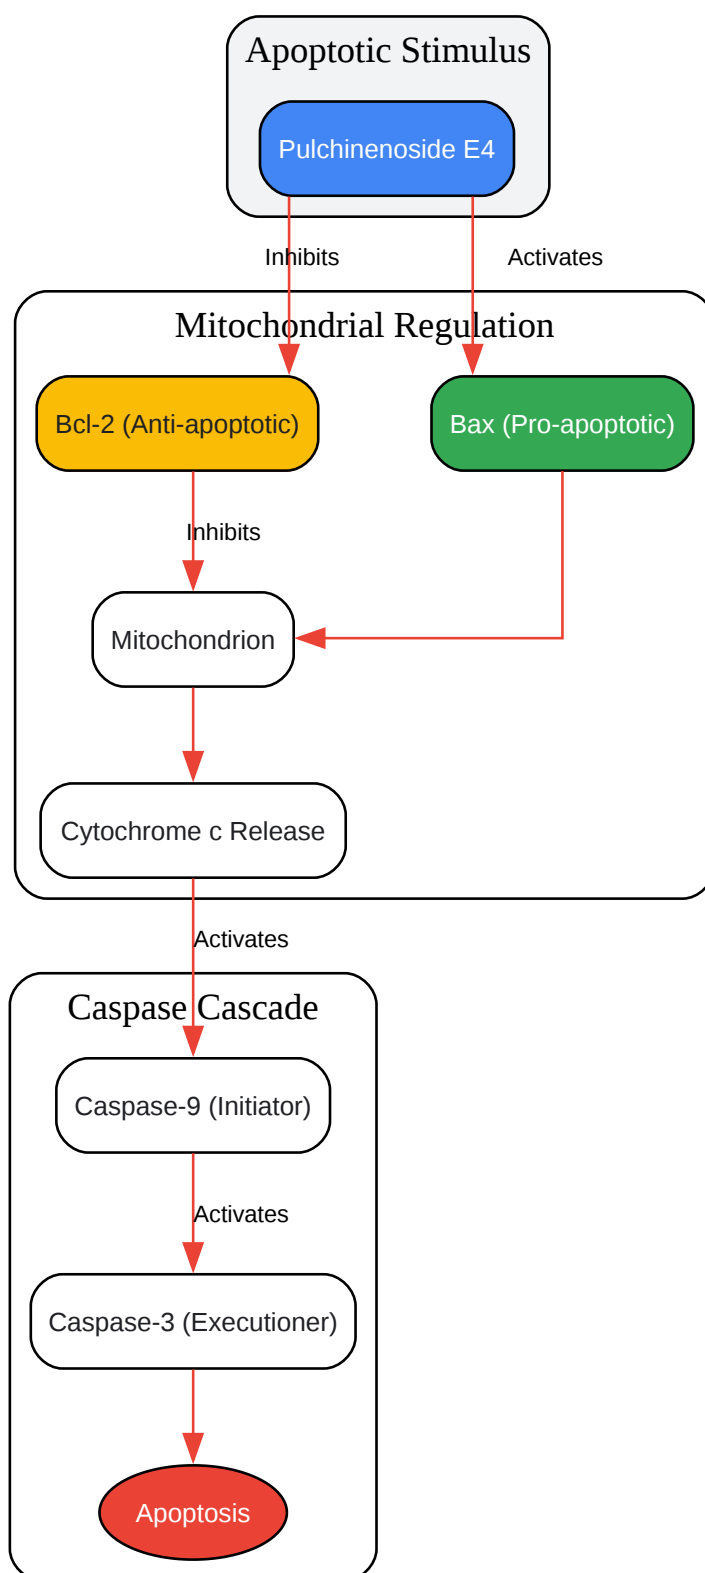 Apoptotic Stimulus
Pulchinenoside E4
Inhibits
Activates
Mitochondrial Regulation
Bcl-2 (Anti-apoptotic)
Bax (Pro-apoptotic)
Inhibits
Mitochondrion
Cytochrome c Release
Activates
Caspase Cascade
Caspase-9 (Initiator)
Activates
Caspase-3 (Executioner)
Apoptosis